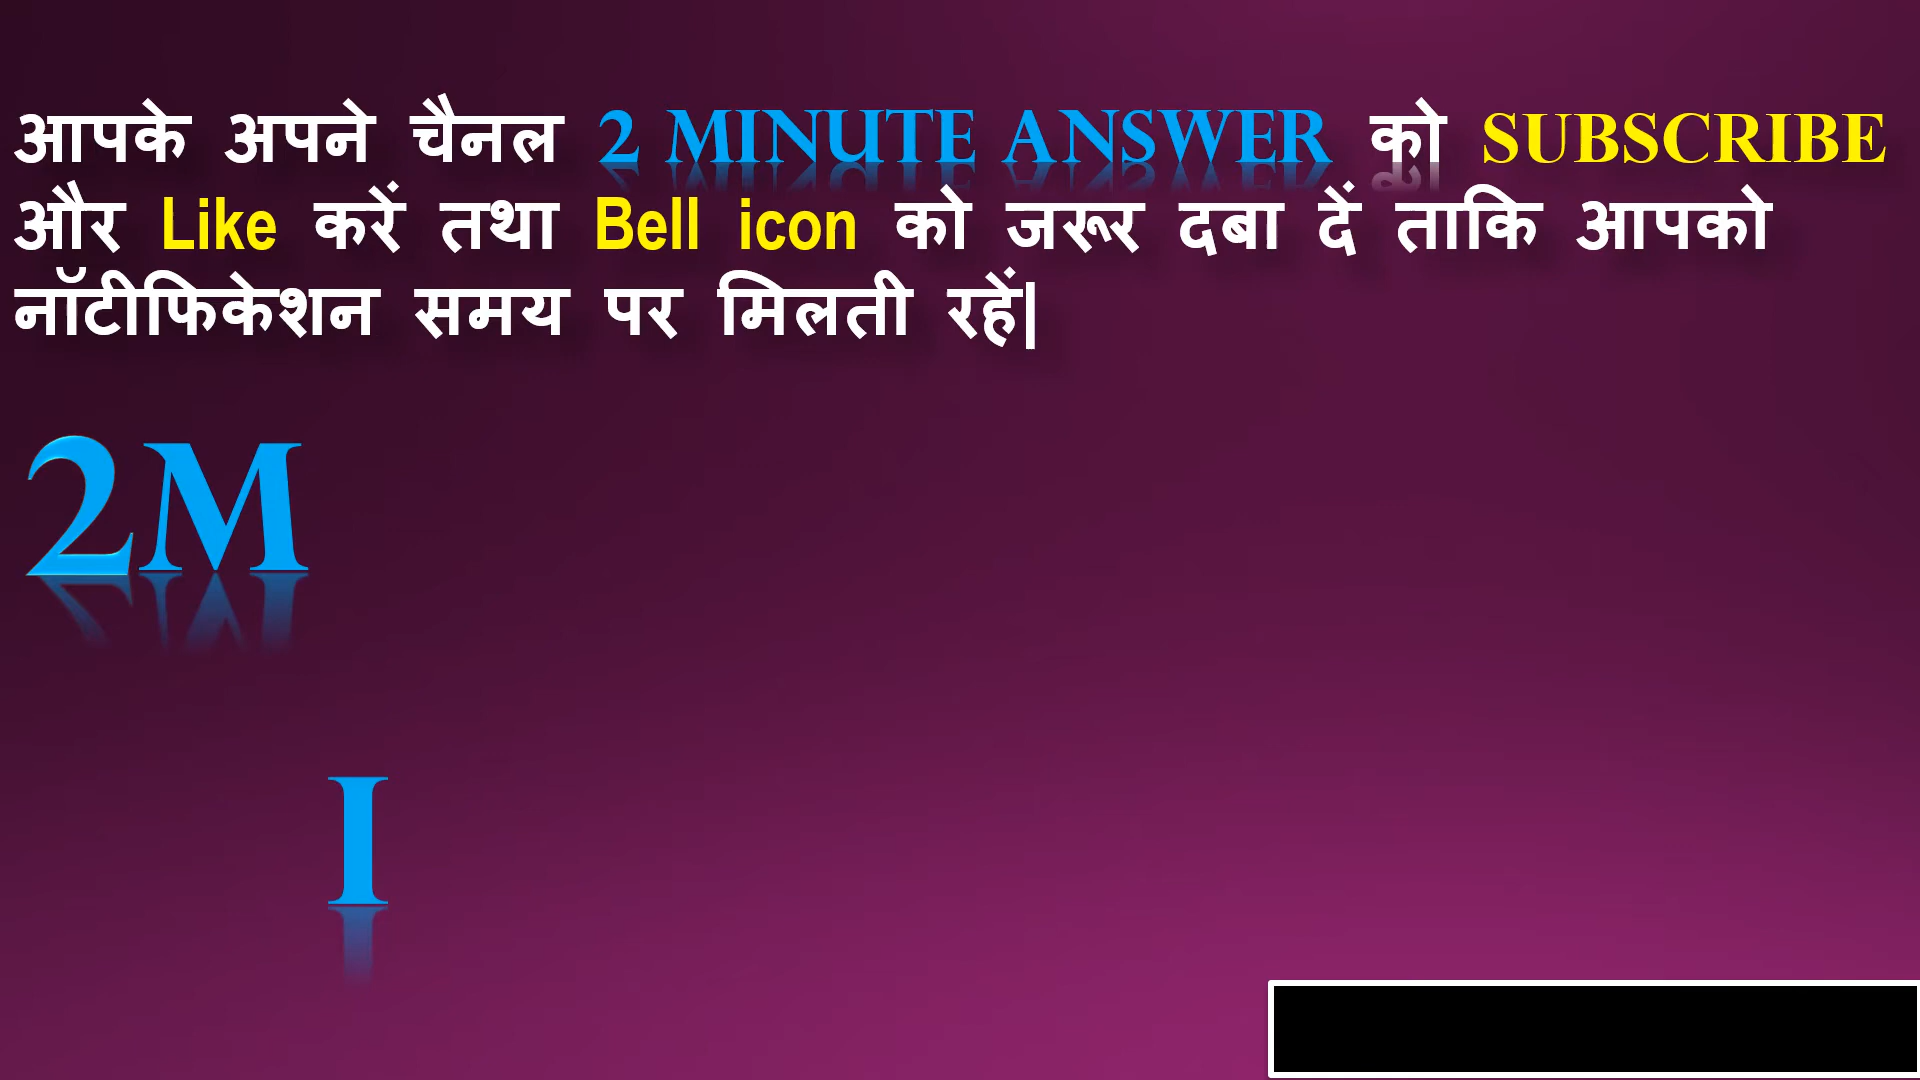 आपके अपने चैनल 2 MINUTE ANSWER को SUBSCRIBE
और Like करें तथा Bell icon को जरूर दबा दें ताकि आपको
नॉटीफिकेशन समय पर मिलती रहें|
2M
I